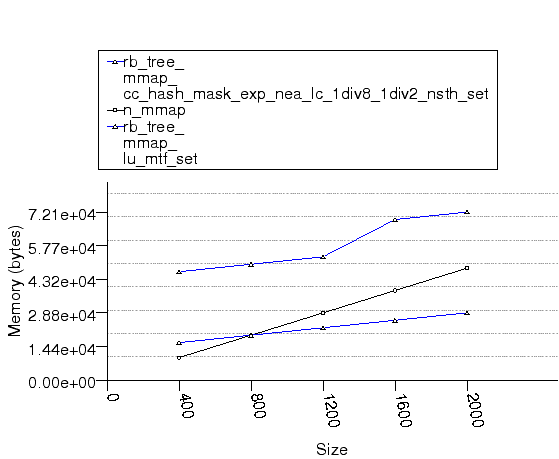 rb_tree_
mmap_
cc_hash_mask_exp_nea_lc_1div8_1div2_nsth_set
n_mmap
rb_tree_
mmap_
lu_mtf_set
7.21e+04
5.77e+04
4.32e+04
2.88e+04
1.44e+04
0.00e+00
Memory (bytes)
0 400 800 1200 1600 2000
Size